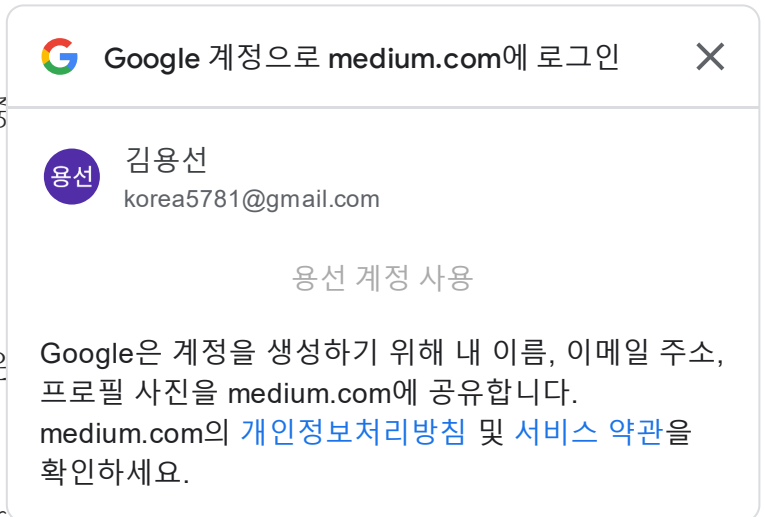 Google 계정으로 medium.com에 로그인
용선
김용선
korea5781@gmail.com
용선 계정 사용
Google은 계정을 생성하기 위해 내 이름, 이메일 주소,
프로필 사진을 medium.com에 공유합니다.
medium.com의 개인정보처리방침 및 서비스 약관을
확인하세요.